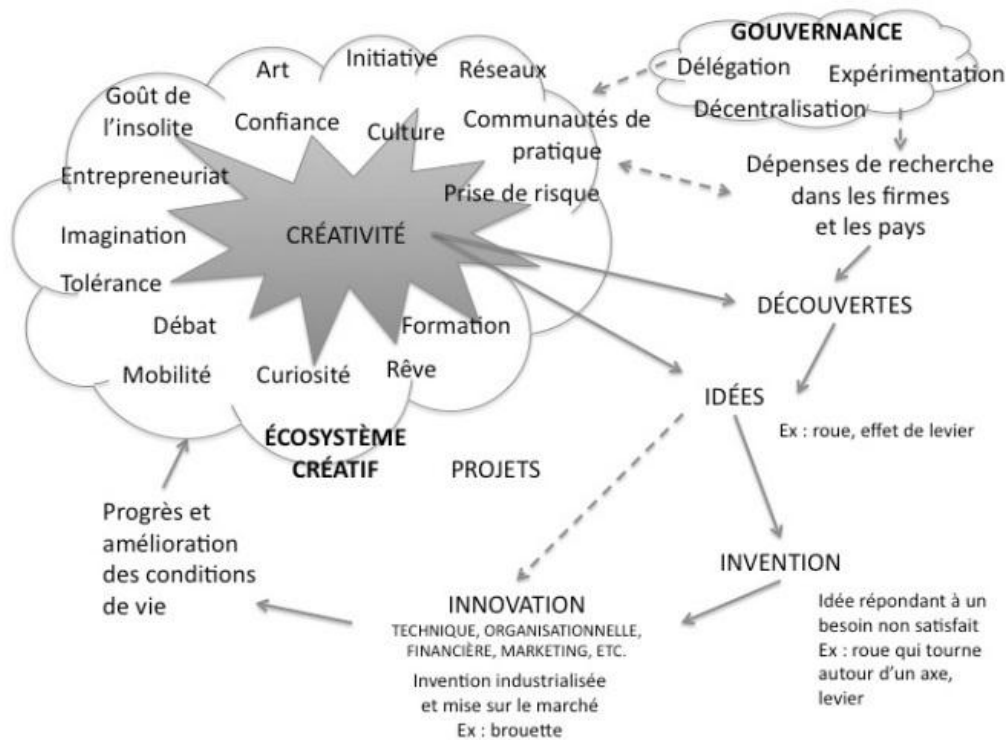 GOUVERNANCE
Délégation
Expérimentation
Décentralisation
Initiative
Art
Réseaux
Goût de
l'insolite
Confiance
Culture
Communautés de
pratique
Entrepreneuriat
Prise de risque
Imagination
CRÉATIVITÉ
Tolérance
Débat
Formation
Mobilité
Curiosité
Rêve
ÉCOSYSTÈME
CRÉATIF
PROJETS
Dépenses de recherche
dans les firmes
et les pays
DÉCOUVERTES
IDÉES
Ex : roue, effet de levier
INVENTION
Idée répondant à un
besoin non satisfait
Ex : roue qui tourne
autour d'un axe,
levier
INNOVATION
TECHNIQUE, ORGANISATIONNELLE,
FINANCIÈRE, MARKETING, ETC.
Invention industrialisée
et mise sur le marché
Ex : brouette
Progrès et
amélioration
des conditions
de vie